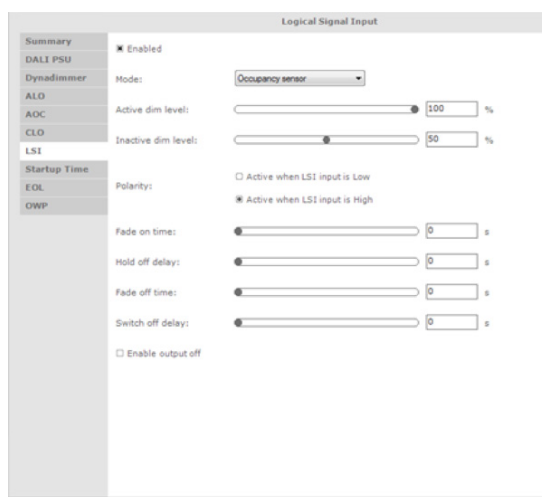 Logical Signal Input
Summary
DALI PSU
Dynadimmer
ALO
AOC
CLO
LSI
Startup Time
EOL
OWP
Enabled
Mode: Occupancy sensor
Active dim level: 100 %
Inactive dim level: 50 %
Polarity:
Active when LSI input is Low
Active when LSI input is High
Fade on time: 0 s
Hold off delay: 0 s
Fade off time: 0 s
Switch off delay: 0 s
Enable output off